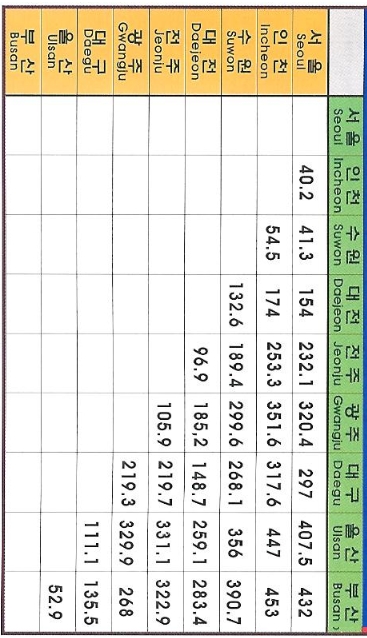 서울 인천 수원 대전 전주 광주 대구 울산 부산
Seoul Incheon Suwon Daejeon Jeonju Gwangju Daegu Ulsan Busan
서울 40.2 41.3 154 232.1 320.4 297 407.5 432
Seoul
인천 54.5 174 253.3 351.6 317.6 447 453
Incheon
수원 132.6 189.4 299.6 268.1 356 390.7
Suwon
대전 96.9 185.2 148.7 259.1 283.4
Daejeon
전주 105.9 219.7 331.1 322.9
Jeonju
광주 219.3 329.9 268
Gwangju
대구 111.1 135.5
Daegu
울산 52.9
Ulsan
부산
Busan